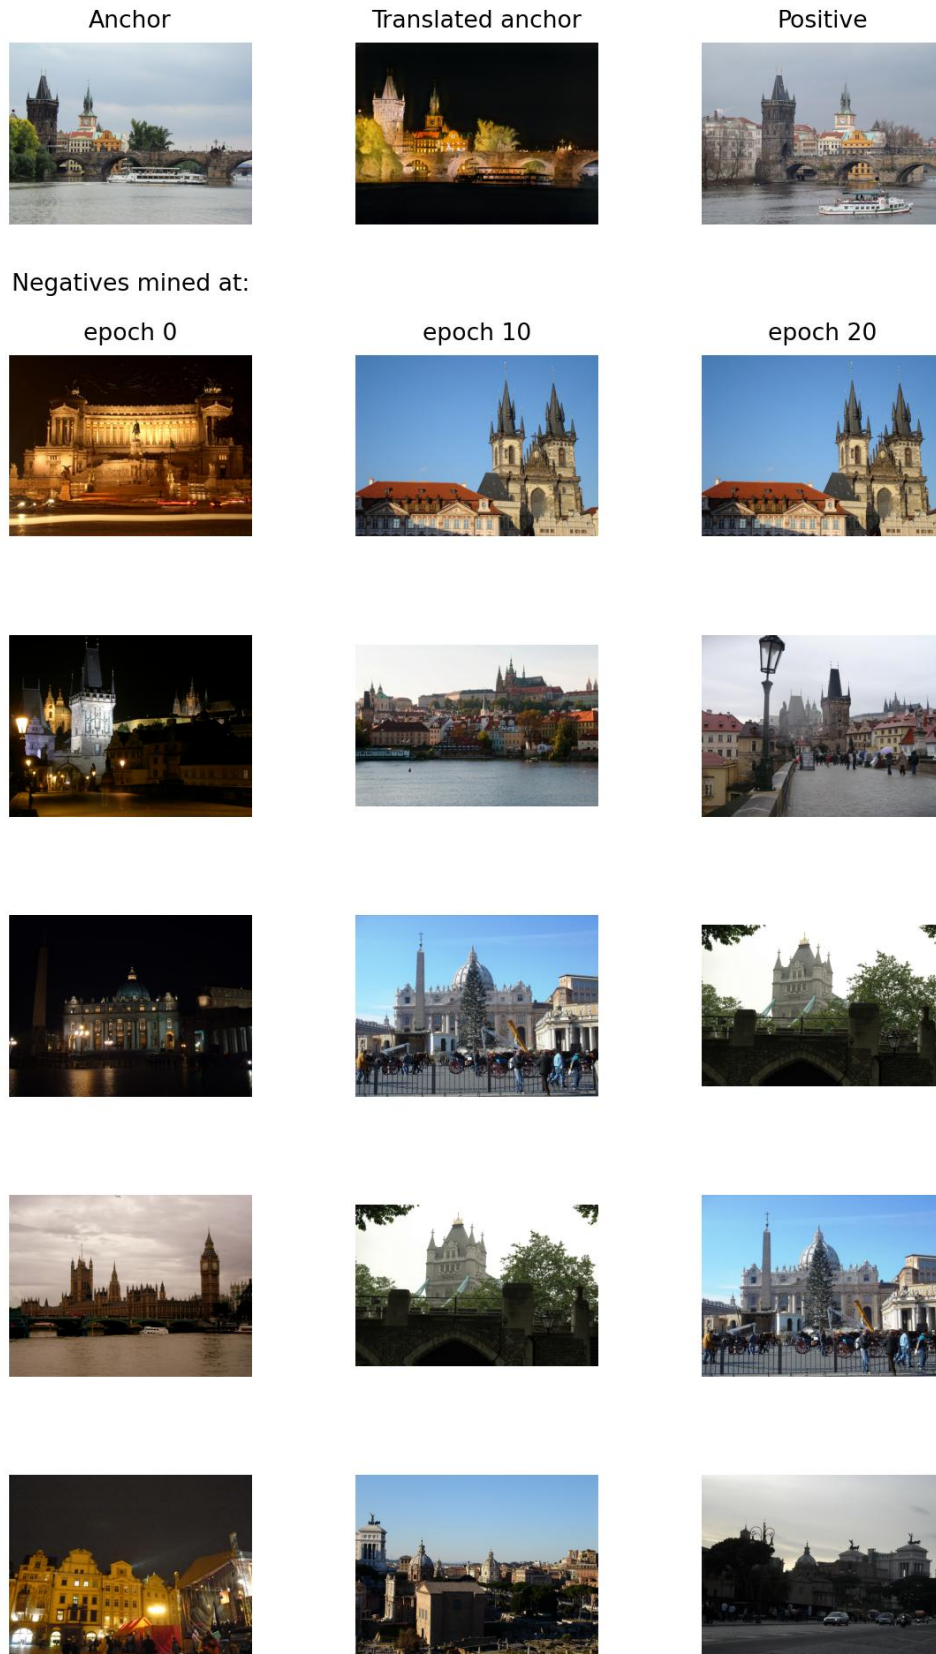 Anchor Translated anchor Positive
Negatives mined at:
epoch 0 epoch 10 epoch 20